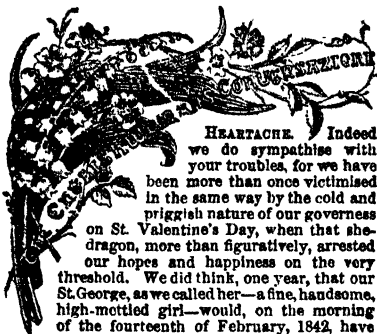 CONVERSAZIONE
HEARTACHE. Indeed
we do sympathise with
your troubles, for we have
been more than once victimised
in the same way by the cold and
priggish nature of our governess
on St. Valentine's Day, when that she-
dragon, more than figuratively, arrested
our hopes and happiness on the very
threshold. We did think, one year, that our
St. George, as we called her—a fine, handsome,
high-mettled girl—would, on the morning
of the fourteenth of February, 1842, have